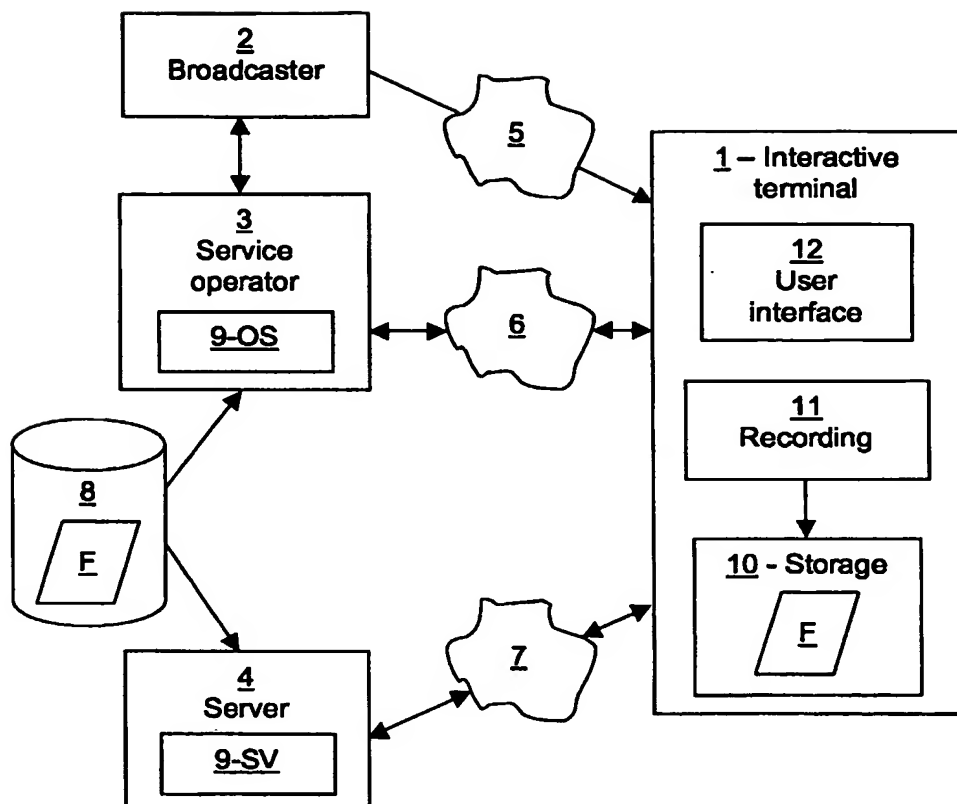 2
Broadcaster
5
1 – Interactive
terminal
3
Service
operator
9-OS
6
12
User
interface
11
Recording
8
F
10 - Storage
F
7
4
Server
9-SV